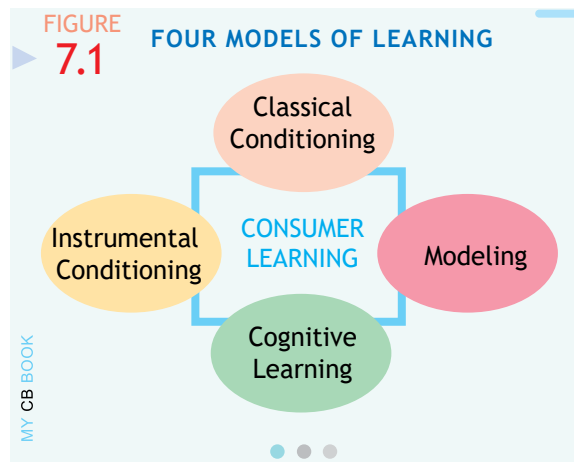 FIGURE
7.1
FOUR MODELS OF LEARNING
Classical
Conditioning
Instrumental
Conditioning
CONSUMER
LEARNING
Modeling
Cognitive
Learning
MY CB BOOK